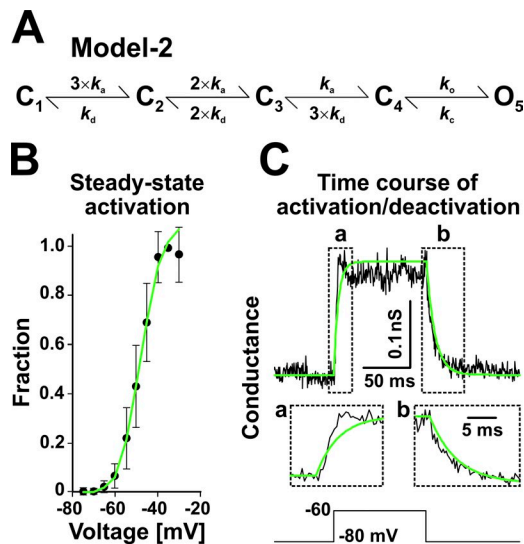 A
Model-2
3×ka 2×ka ka ko
C1 C2 C3 C4 O5
kd 2×kd 3×kd kc
B
Steady-state
activation
Fraction
1.0
0.8
0.6
0.4
0.2
0
-80 -60 -40 -20
Voltage [mV]
C
Time course of
activation/deactivation
a b
Conductance
0.1nS
50 ms
a b
5 ms
-60
-80 mV